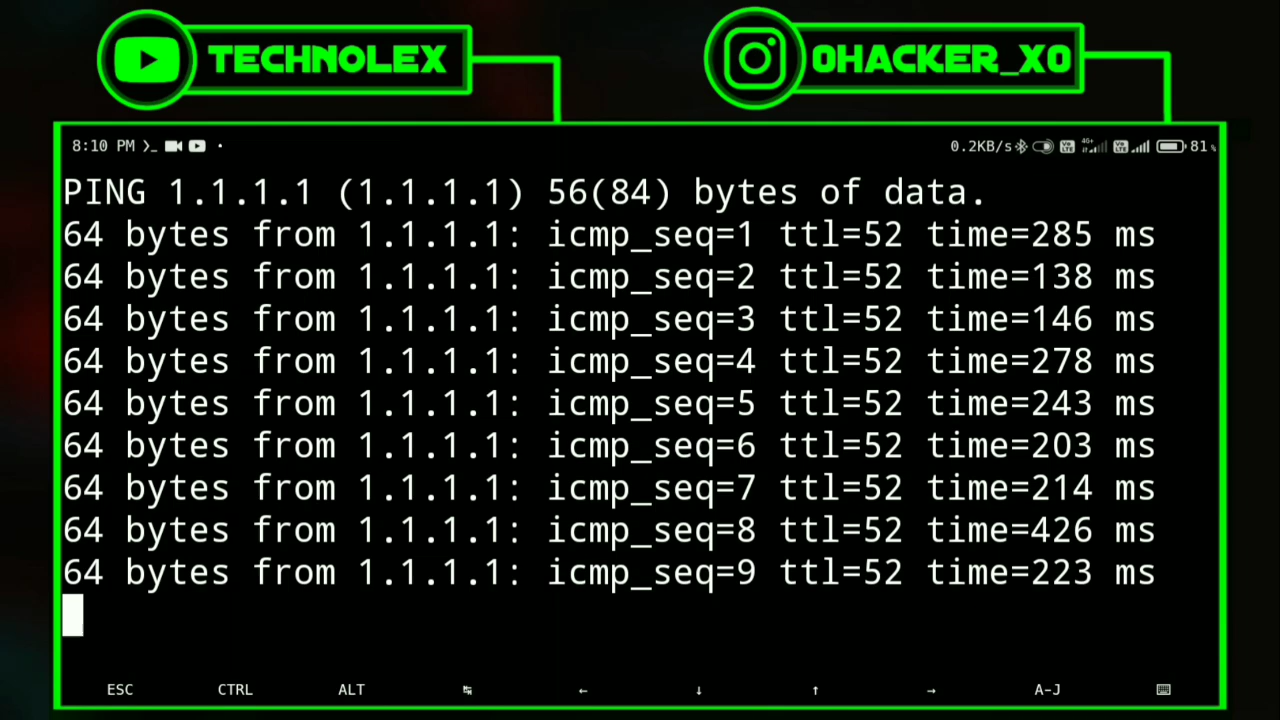 TECHNOLEX
0HACKER_X0
8:10 PM
0.2KB/s 4G+ 81%
PING 1.1.1.1 (1.1.1.1) 56(84) bytes of data.
64 bytes from 1.1.1.1: icmp_seq=1 ttl=52 time=285 ms
64 bytes from 1.1.1.1: icmp_seq=2 ttl=52 time=138 ms
64 bytes from 1.1.1.1: icmp_seq=3 ttl=52 time=146 ms
64 bytes from 1.1.1.1: icmp_seq=4 ttl=52 time=278 ms
64 bytes from 1.1.1.1: icmp_seq=5 ttl=52 time=243 ms
64 bytes from 1.1.1.1: icmp_seq=6 ttl=52 time=203 ms
64 bytes from 1.1.1.1: icmp_seq=7 ttl=52 time=214 ms
64 bytes from 1.1.1.1: icmp_seq=8 ttl=52 time=426 ms
64 bytes from 1.1.1.1: icmp_seq=9 ttl=52 time=223 ms
ESC CTRL ALT ↹ ← ↓ ↑ → A-J